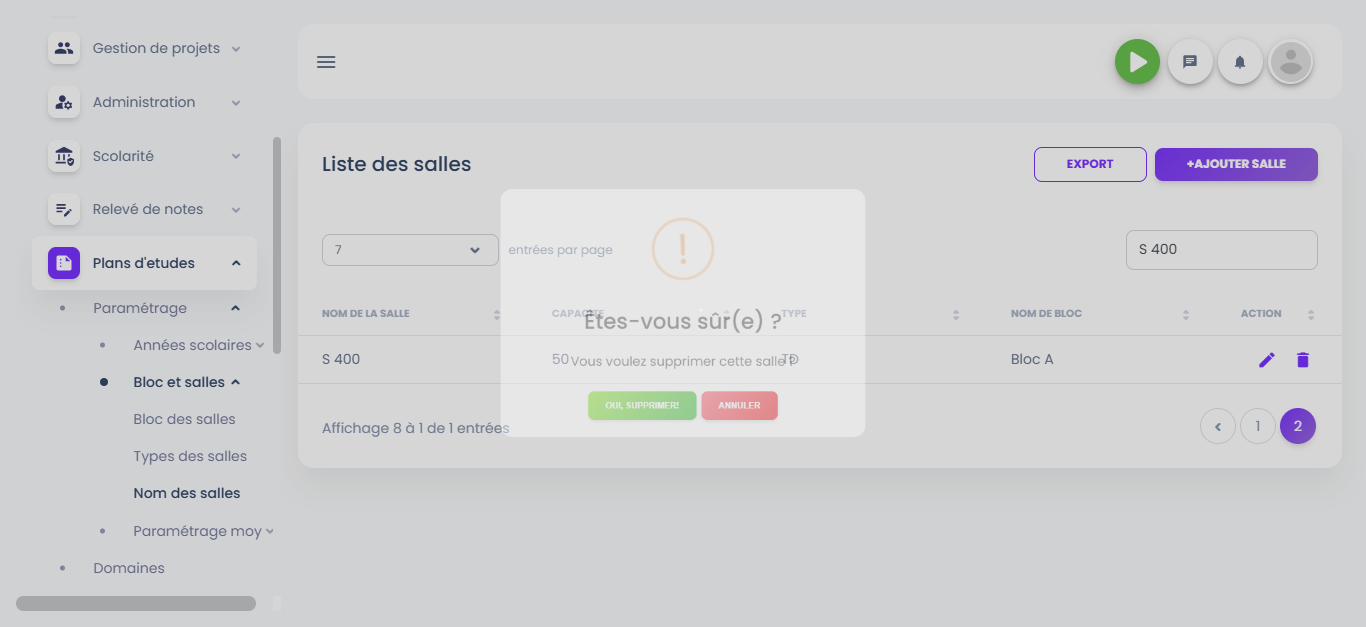 Gestion de projets
Administration
Scolarité
Relevé de notes
Plans d'etudes
Paramétrage
Années scolaires
Bloc et salles
Bloc des salles
Types des salles
Nom des salles
Paramétrage moy
Domaines
Liste des salles
EXPORT
+AJOUTER SALLE
7
entrées par page
S 400
NOM DE LA SALLE
CAPACITÉ
TYPE
NOM DE BLOC
ACTION
S 400
50
TD
Bloc A
Affichage 8 à 1 de 1 entrées
1
2
Êtes-vous sûr(e) ?
Vous voulez supprimer cette salle ?
OUI, SUPPRIMER!
ANNULER